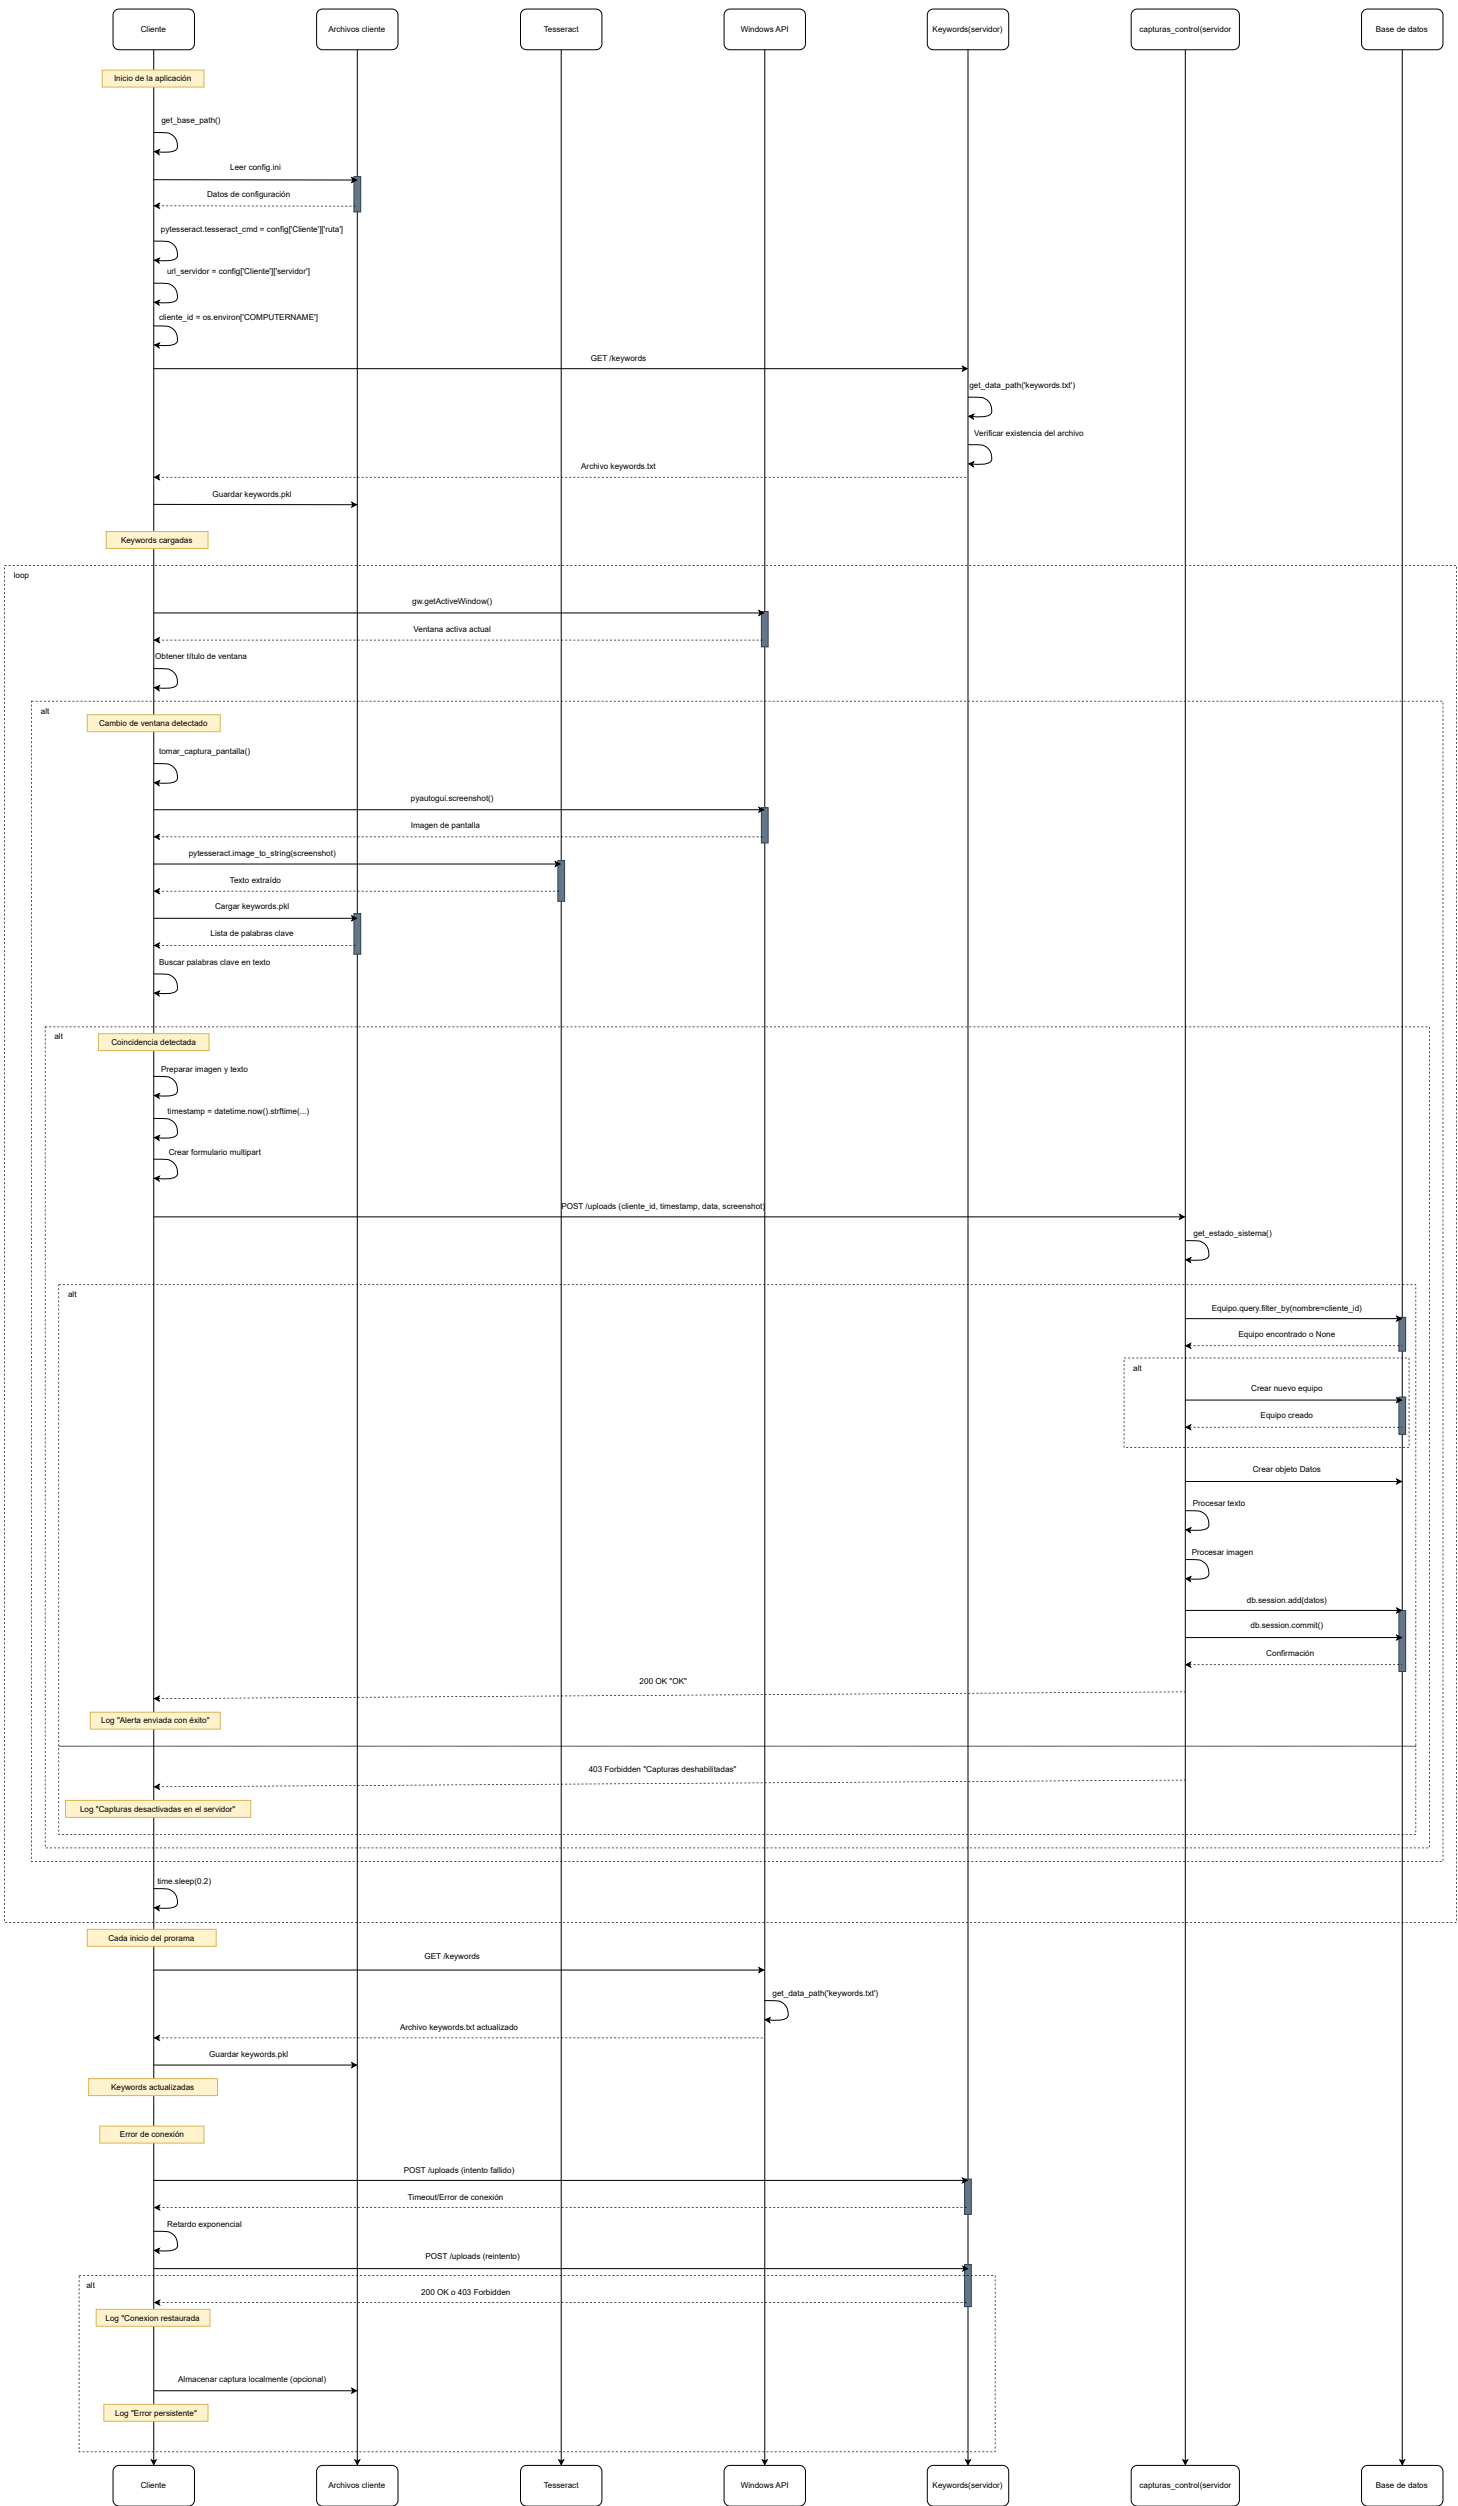 Cliente
Archivos cliente
Tesseract
Windows API
Keywords(servidor)
capturas_control(servidor
Base de datos
Inicio de la aplicación
get_base_path()
Leer config.ini
Datos de configuración
pytesseract.tesseract_cmd = config['Cliente']['ruta']
url_servidor = config['Cliente']['servidor']
cliente_id = os.environ['COMPUTERNAME']
GET /keywords
get_data_path('keywords.txt')
Verificar existencia del archivo
Archivo keywords.txt
Guardar keywords.pkl
Keywords cargadas
loop
gw.getActiveWindow()
Ventana activa actual
Obtener título de ventana
alt
Cambio de ventana detectado
tomar_captura_pantalla()
pyautogui.screenshot()
Imagen de pantalla
pytesseract.image_to_string(screenshot)
Texto extraído
Cargar keywords.pkl
Lista de palabras clave
Buscar palabras clave en texto
alt
Coincidencia detectada
Preparar imagen y texto
timestamp = datetime.now().strftime(...)
Crear formulario multipart
POST /uploads (cliente_id, timestamp, data, screenshot)
get_estado_sistema()
alt
Equipo.query.filter_by(nombre=cliente_id)
Equipo encontrado o None
alt
Crear nuevo equipo
Equipo creado
Crear objeto Datos
Procesar texto
Procesar imagen
db.session.add(datos)
db.session.commit()
Confirmación
200 OK "OK"
Log "Alerta enviada con éxito"
403 Forbidden "Capturas deshabilitadas"
Log "Capturas desactivadas en el servidor"
time.sleep(0.2)
Cada inicio del prorama
GET /keywords
get_data_path('keywords.txt')
Archivo keywords.txt actualizado
Guardar keywords.pkl
Keywords actualizadas
Error de conexión
POST /uploads (intento fallido)
Timeout/Error de conexión
Retardo exponencial
POST /uploads (reintento)
alt
200 OK o 403 Forbidden
Log "Conexion restaurada
Almacenar captura localmente (opcional)
Log "Error persistente"
Cliente
Archivos cliente
Tesseract
Windows API
Keywords(servidor)
capturas_control(servidor
Base de datos